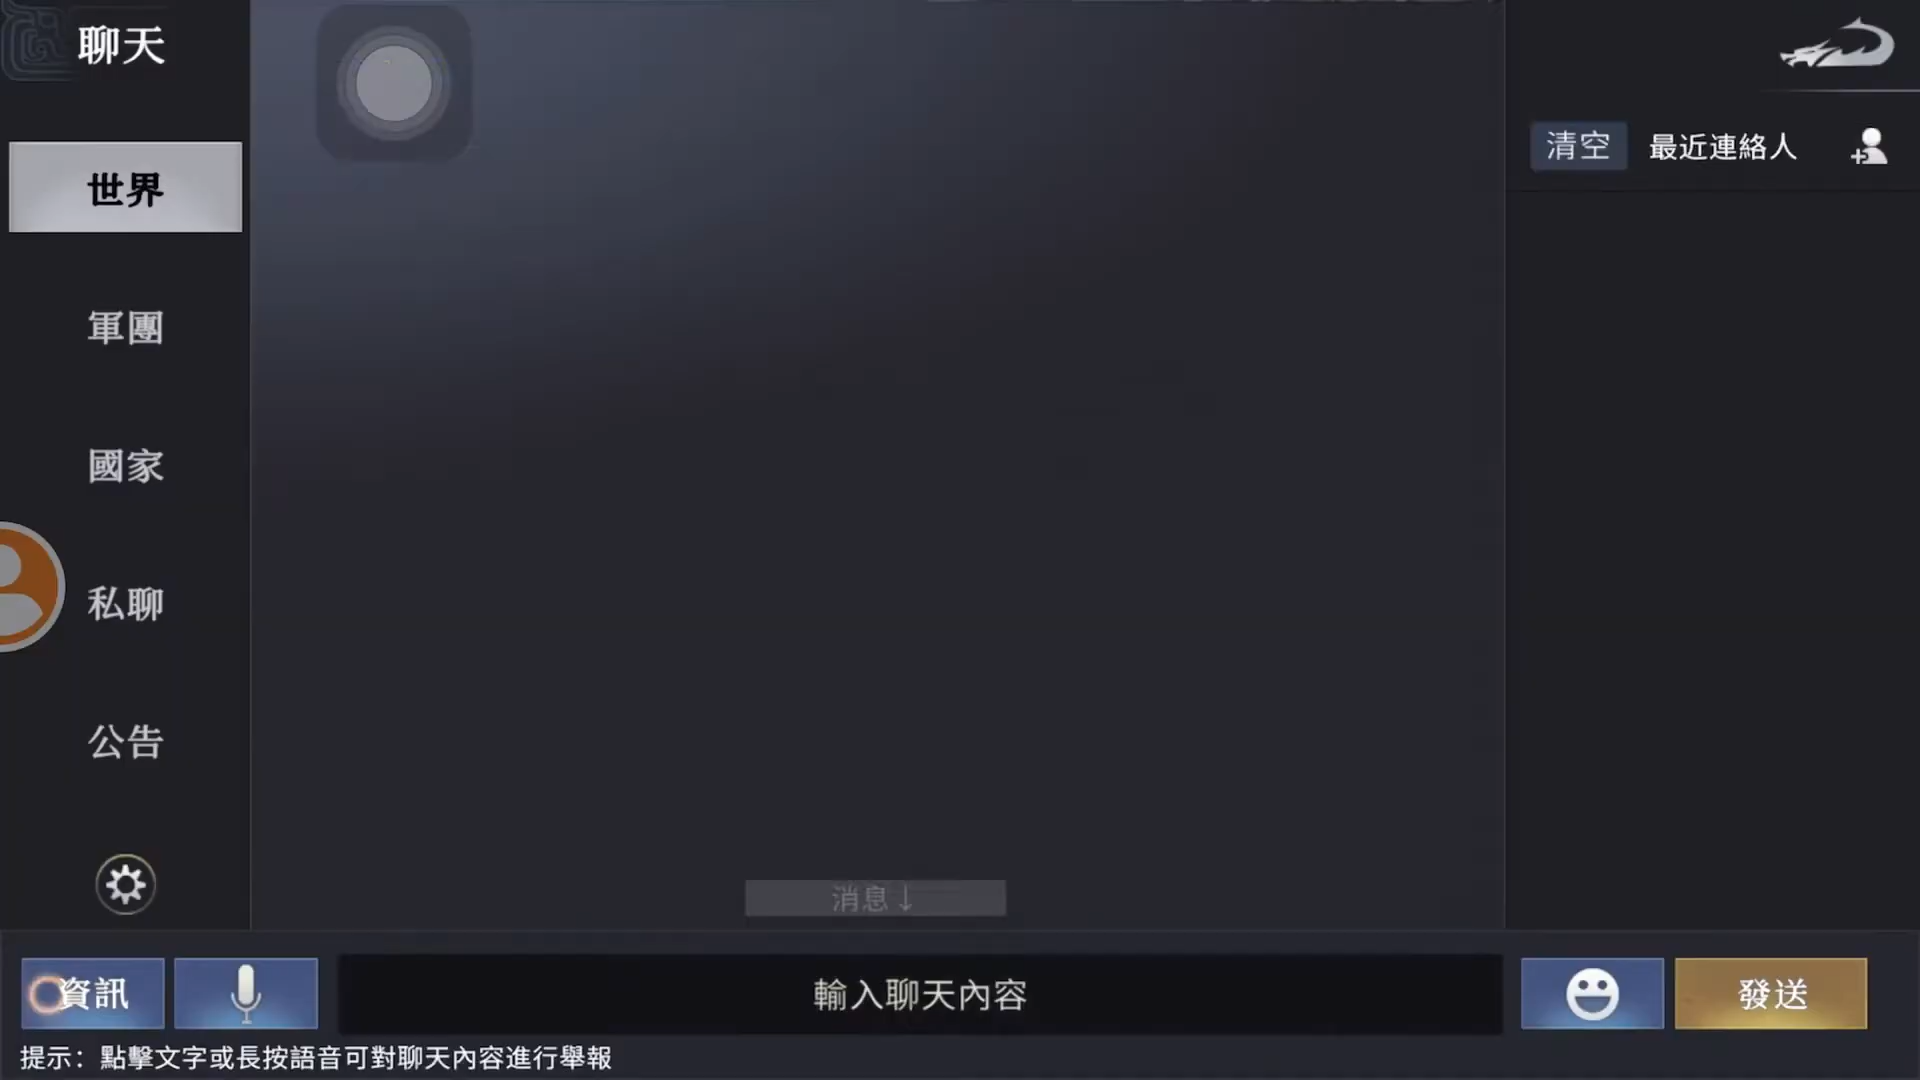 聊天
世界
軍團
國家
私聊
公告
清空 最近連絡人
消息↓
資訊
輸入聊天內容
發送
提示：點擊文字或長按語音可對聊天內容進行舉報